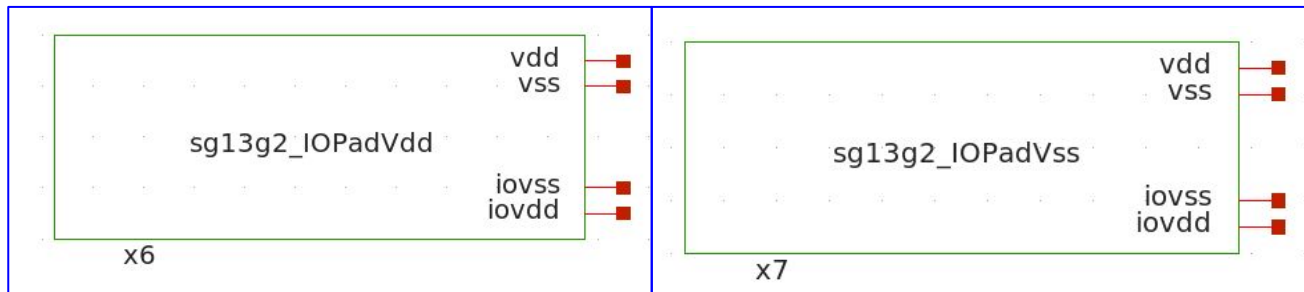 vdd
vss
sg13g2_IOPadVdd
iovss
iovdd
x6
vdd
vss
sg13g2_IOPadVss
iovss
iovdd
x7